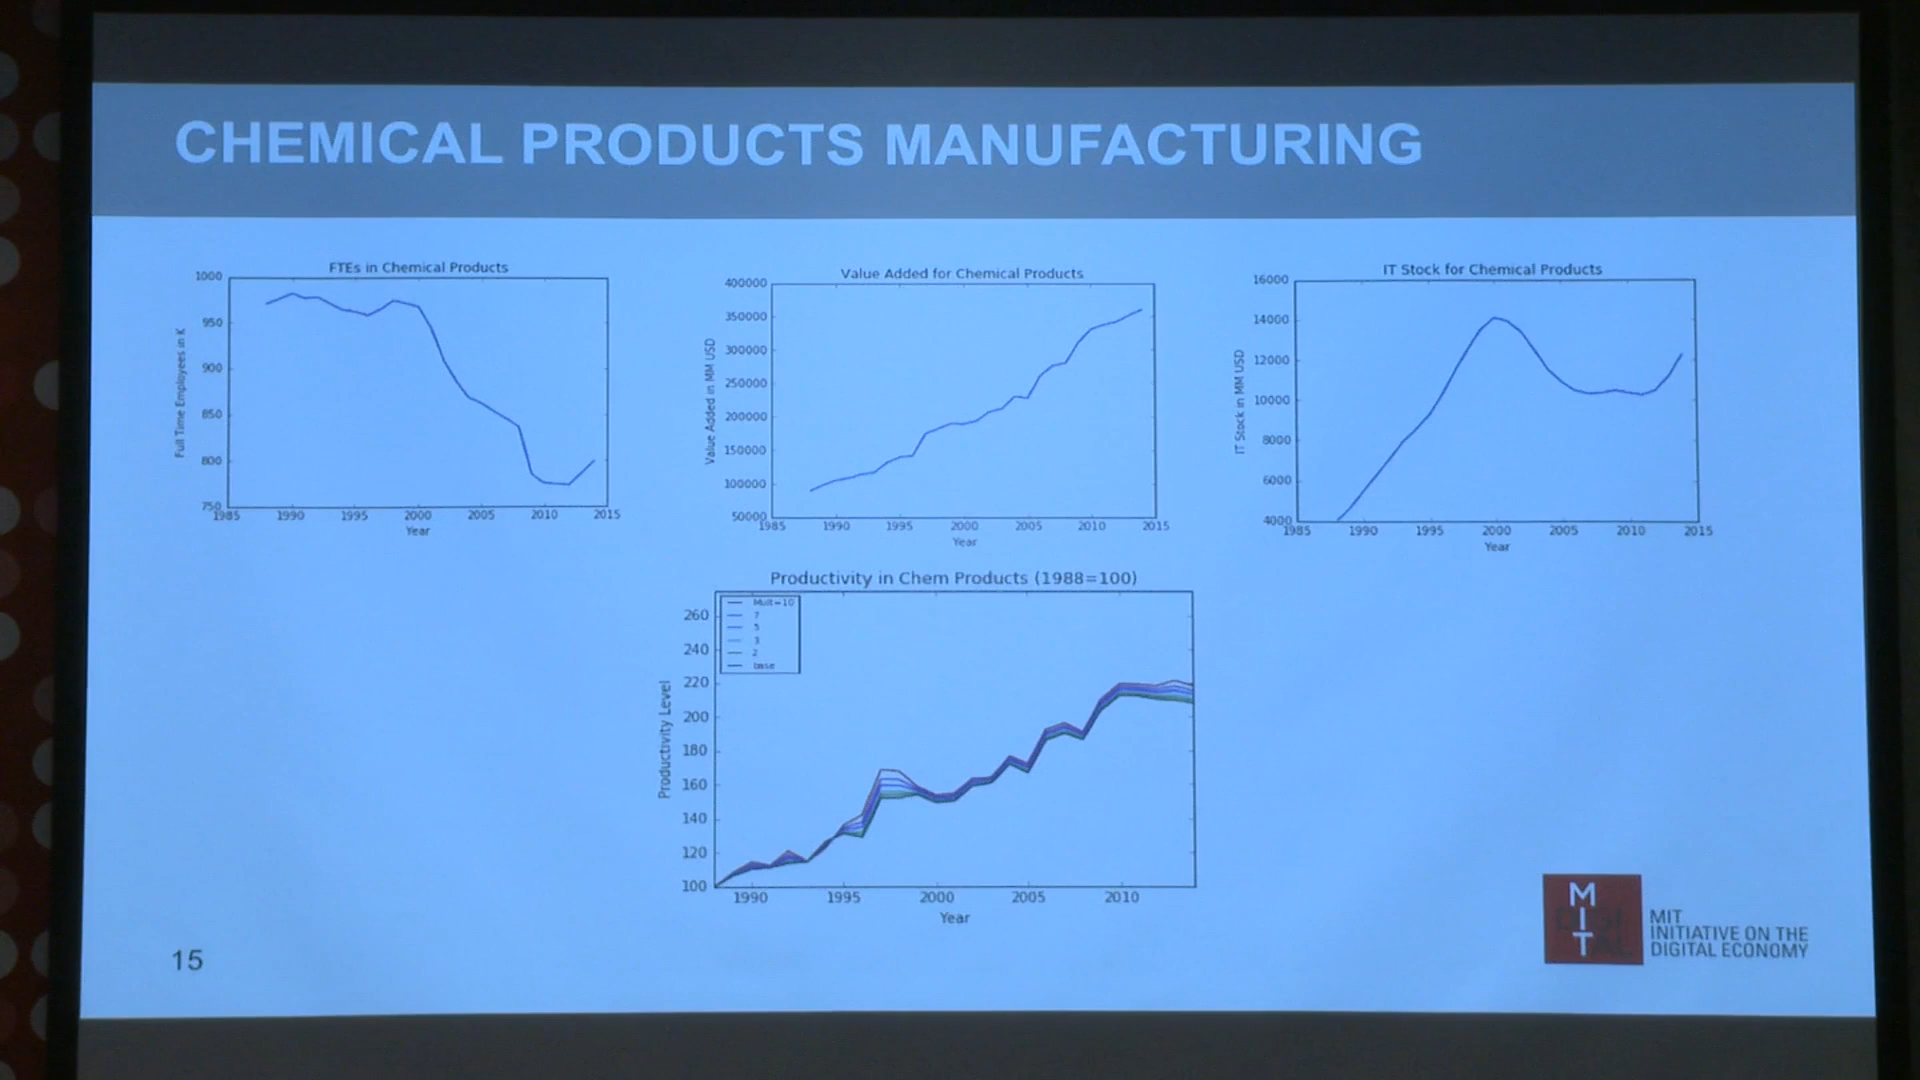 CHEMICAL PRODUCTS MANUFACTURING
FTEs in Chemical Products
Full Time Employees in K
1000
950
900
850
800
750
1985 1990 1995 2000 2005 2010 2015
Year
Value Added for Chemical Products
Value Added in MM USD
400000
350000
300000
250000
200000
150000
100000
50000
1985 1990 1995 2000 2005 2010 2015
Year
IT Stock for Chemical Products
IT Stock in MM USD
16000
14000
12000
10000
8000
6000
4000
1985 1990 1995 2000 2005 2010 2015
Year
Productivity in Chem Products (1988=100)
Productivity Level
260
240
220
200
180
160
140
120
100
Mult=10
7
5
3
2
base
1990 1995 2000 2005 2010
Year
15
MIT
MIT
INITIATIVE ON THE
DIGITAL ECONOMY